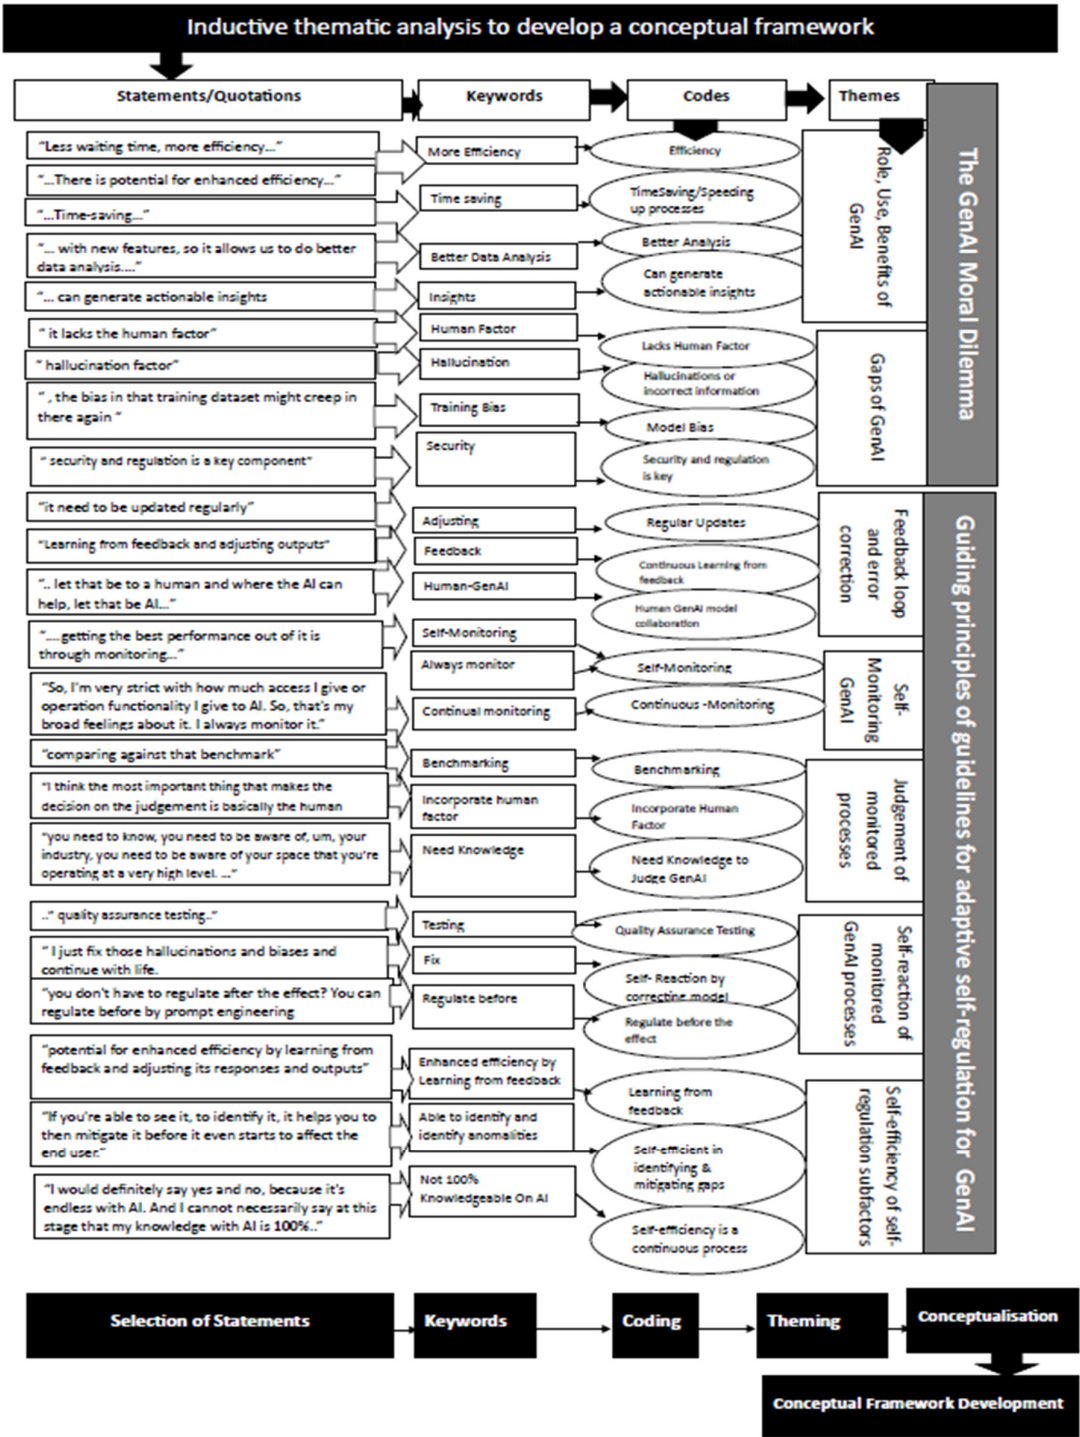 Inductive thematic analysis to develop a conceptual framework
Statements/Quotations
Keywords
Codes
Themes
"Less waiting time, more efficiency..."
"...There is potential for enhanced efficiency..."
"...Time-saving..."
"... with new features, so it allows us to do better
data analysis...."
"... can generate actionable insights
" it lacks the human factor"
" hallucination factor"
" , the bias in that training dataset might creep in
there again "
" security and regulation is a key component"
"it need to be updated regularly"
"Learning from feedback and adjusting outputs"
".. let that be to a human and where the AI can
help, let that be AI..."
"....getting the best performance out of it is
through monitoring..."
"So, I'm very strict with how much access I give or
operation functionality I give to AI. So, that's my
broad feelings about it. I always monitor it."
"comparing against that benchmark"
"I think the most important thing that makes the
decision on the judgement is basically the human
"you need to know, you need to be aware of, um, your
industry, you need to be aware of your space that you're
operating at a very high level. ..."
.." quality assurance testing.."
" I just fix those hallucinations and biases and
continue with life.
"you don't have to regulate after the effect? You can
regulate before by prompt engineering
"potential for enhanced efficiency by learning from
feedback and adjusting its responses and outputs"
"If you're able to see it, to identify it, it helps you to
then mitigate it before it even starts to affect the
end user."
"I would definitely say yes and no, because it's
endless with AI. And I cannot necessarily say at this
stage that my knowledge with AI is 100%.."
More Efficiency
Time saving
Better Data Analysis
Insights
Human Factor
Hallucination
Training Bias
Security
Adjusting
Feedback
Human-GenAI
Self-Monitoring
Always monitor
Continual monitoring
Benchmarking
Incorporate human
factor
Need Knowledge
Testing
Fix
Regulate before
Enhanced efficiency by
Learning from feedback
Able to identify and
identify anomalities
Not 100%
Knowledgeable On AI
Efficiency
TimeSaving/Speeding
up processes
Better Analysis
Can generate
actionable insights
Lacks Human Factor
Hallucinations or
incorrect information
Model Bias
Security and regulation
is key
Regular Updates
Continuous Learning from
feedback
Human GenAI model
collaboration
Self-Monitoring
Continuous -Monitoring
Benchmarking
Incorporate Human
Factor
Need Knowledge to
Judge GenAI
Quality Assurance Testing
Self- Reaction by
correcting model
Regulate before the
effect
Learning from
feedback
Self-efficient in
identifying &
mitigating gaps
Self-efficiency is a
continuous process
Role, Use, Benefits of
GenAI
Gaps of GenAI
Feedback loop
and error
correction
Self-
Monitoring
GenAI
Judgement of
monitored
processes
Self-reaction of
monitored
GenAI processes
Self-efficiency of self-
regulation subfactors
The GenAI Moral Dilemma
Guiding principles of guidelines for adaptive self-regulation for GenAI
Selection of Statements
Keywords
Coding
Theming
Conceptualisation
Conceptual Framework Development